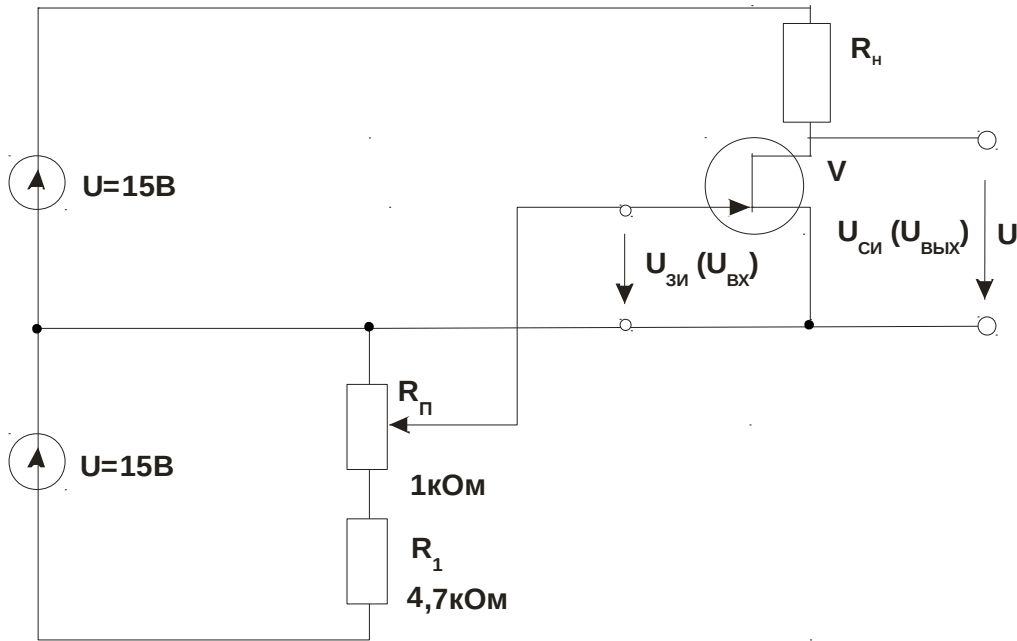 Rн
U=15В
V
UСИ (UВЫХ)
U
UЗИ (UВХ)
RП
U=15В
1кОм
R1
4,7кОм